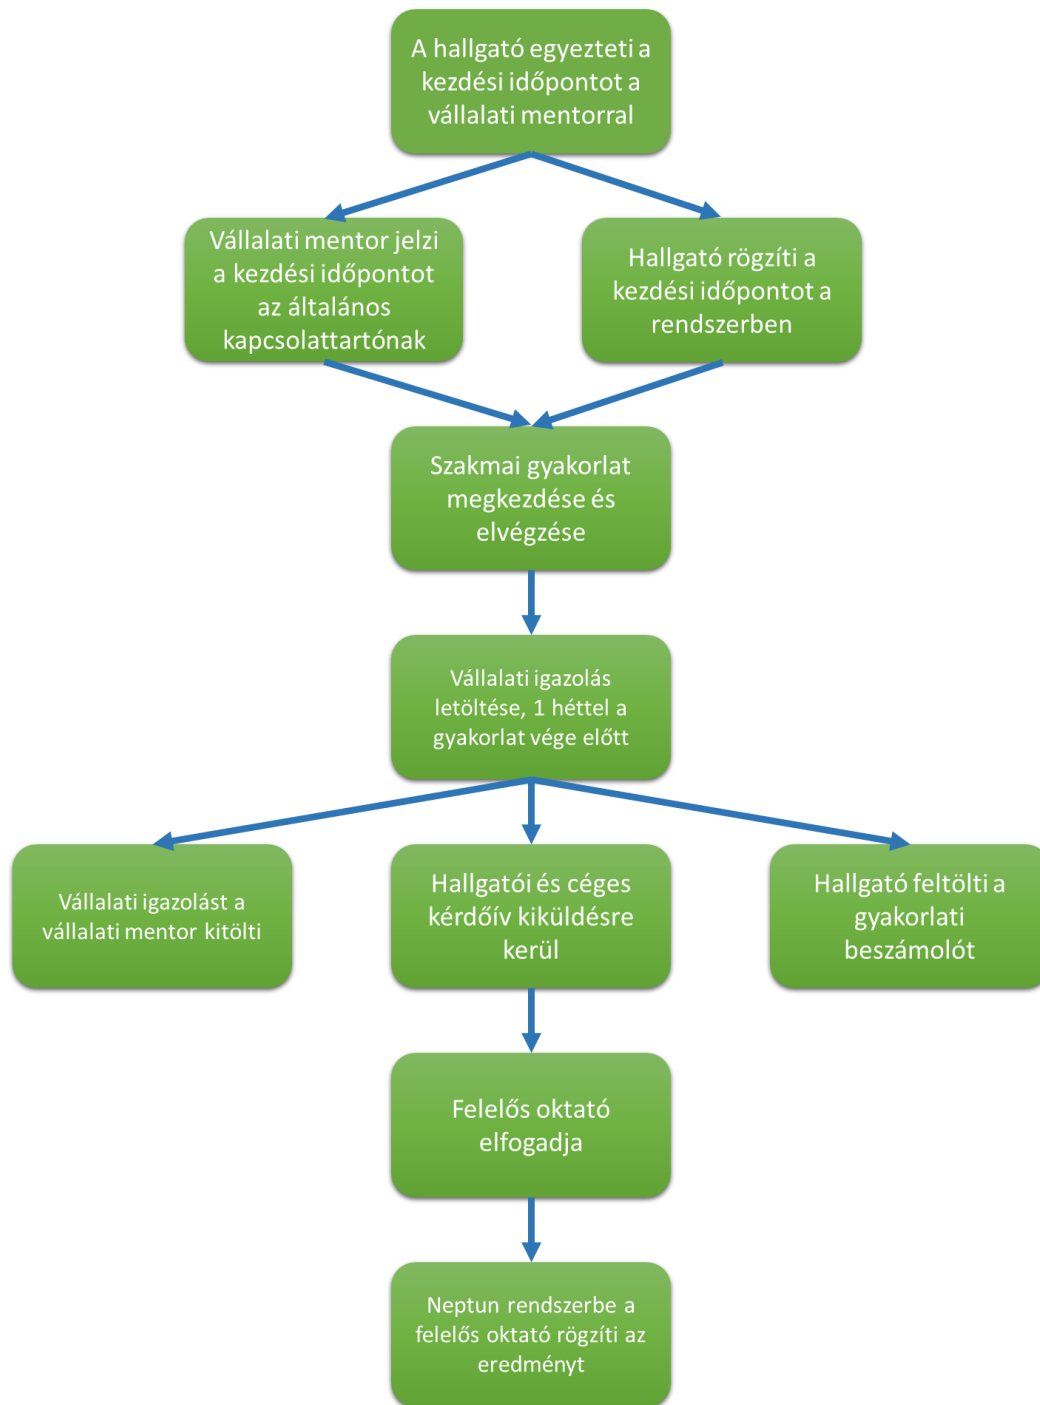 A hallgató egyezteti a
kezdési időpontot a
vállalati mentorral
Vállalati mentor jelzi
a kezdési időpontot
az általános
kapcsolattartónak
Hallgató rögzíti a
kezdési időpontot a
rendszerben
Szakmai gyakorlat
megkezdése és
elvégzése
Vállalati igazolás
letöltése, 1 héttel a
gyakorlat vége előtt
Vállalati igazolást a
vállalati mentor kitölti
Hallgatói és céges
kérdőív kiküldésre
kerül
Hallgató feltölti a
gyakorlati
beszámolót
Felelős oktató
elfogadja
Neptun rendszerbe a
felelős oktató rögzíti az
eredményt